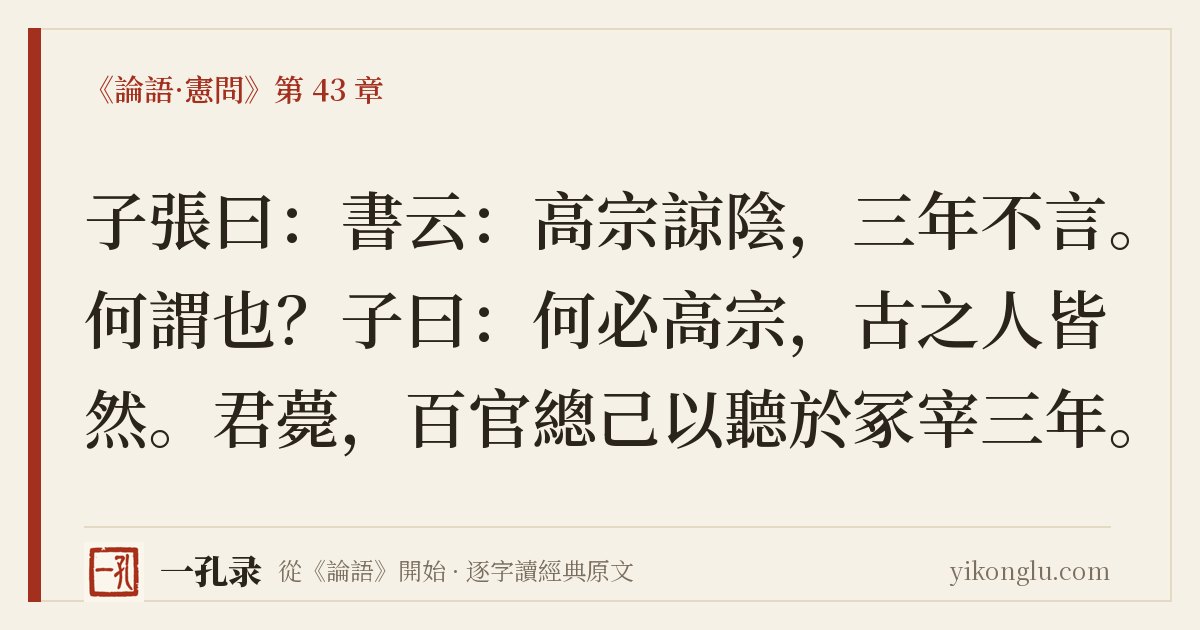 《論語·憲問》第 43 章
子張曰：書云：高宗諒陰，三年不言。
何謂也？子曰：何必高宗，古之人皆
然。君薨，百官總己以聽於冢宰三年。
一孔
一孔录 從《論語》開始 · 逐字讀經典原文 yikonglu.com